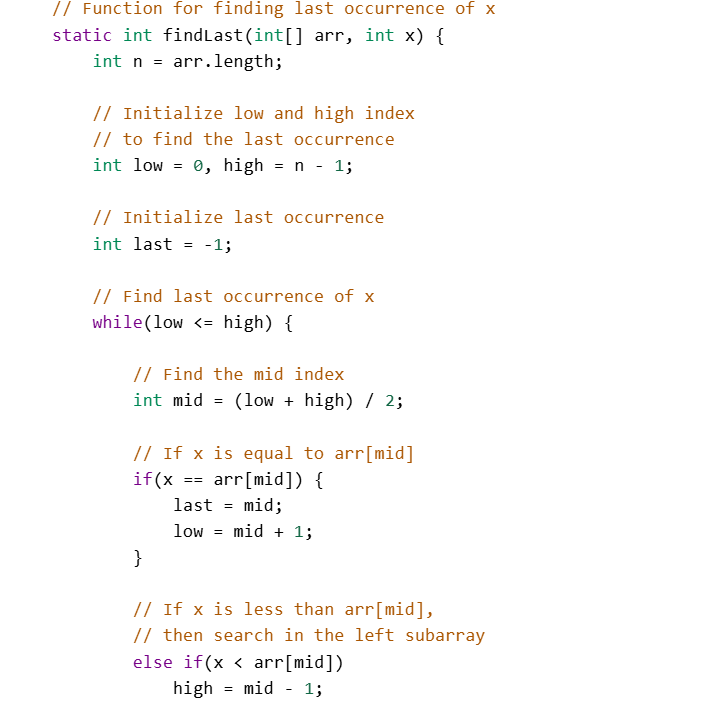 // Function for finding last occurrence of x
static int findLast(int[] arr, int x) {
int n = arr.length;
// Initialize low and high index
// to find the last occurrence
int low = 0, high = n - 1;
// Initialize last occurrence
int last = -1;
// Find last occurrence of x
while(low <= high) {
// Find the mid index
int mid = (low + high) / 2;
// If x is equal to arr[mid]
if(x == arr[mid]) {
last = mid;
low = mid + 1;
}
// If x is less than arr[mid],
// then search in the left subarray
else if(x < arr[mid])
high = mid - 1;